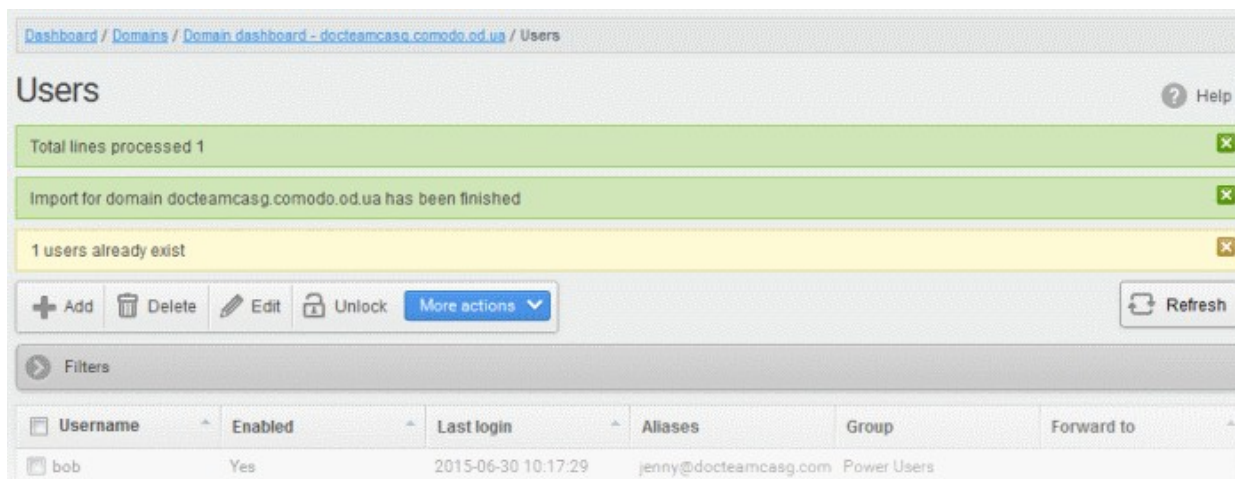 Dashboard / Domains / Domain dashboard - docteamcasg.comodo.od.ua / Users
Users
Help
Total lines processed 1
Import for domain docteamcasg.comodo.od.ua has been finished
1 users already exist
Add Delete Edit Unlock More actions Refresh
Filters
Username Enabled Last login Aliases Group Forward to
bob Yes 2015-06-30 10:17:29 jenny@docteamcasg.com Power Users